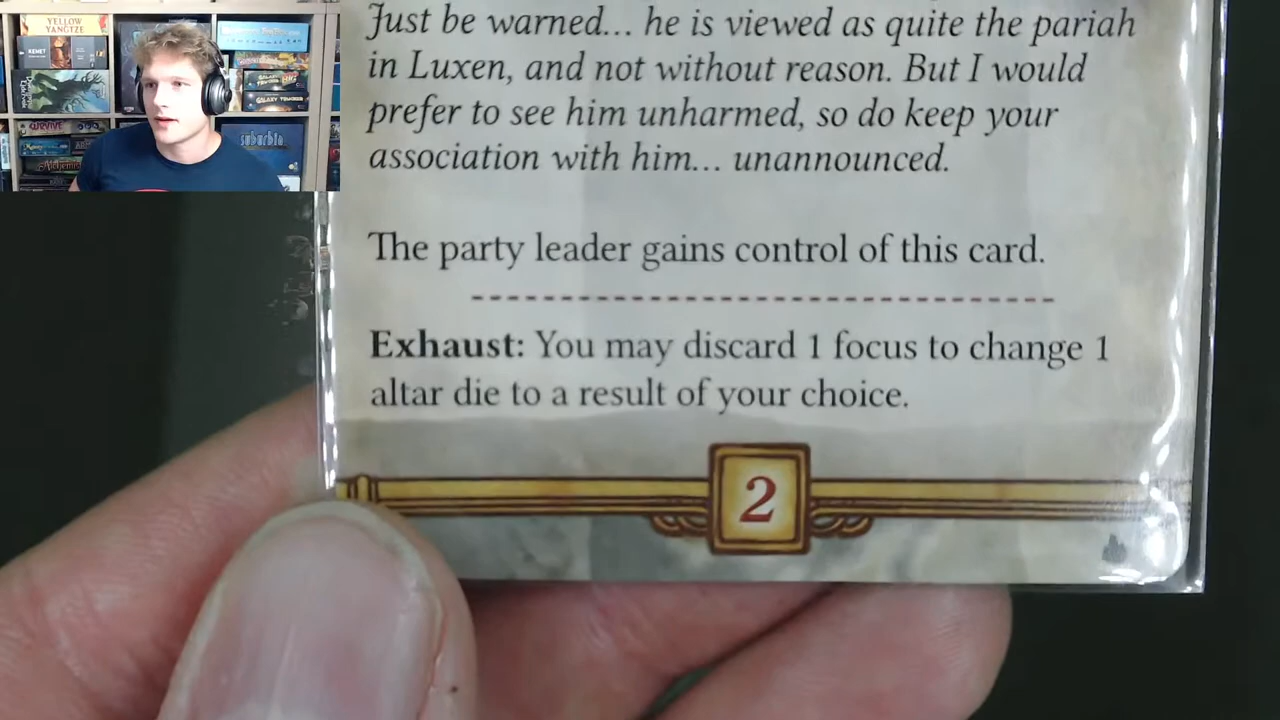 YELLOW
YANGTZE
KEMET
SURVIVE
Alchemists
GALAXY TRUCKER
suburbia
Just be warned... he is viewed as quite the pariah
in Luxen, and not without reason. But I would
prefer to see him unharmed, so do keep your
association with him... unannounced.
The party leader gains control of this card.
Exhaust: You may discard 1 focus to change 1
altar die to a result of your choice.
2